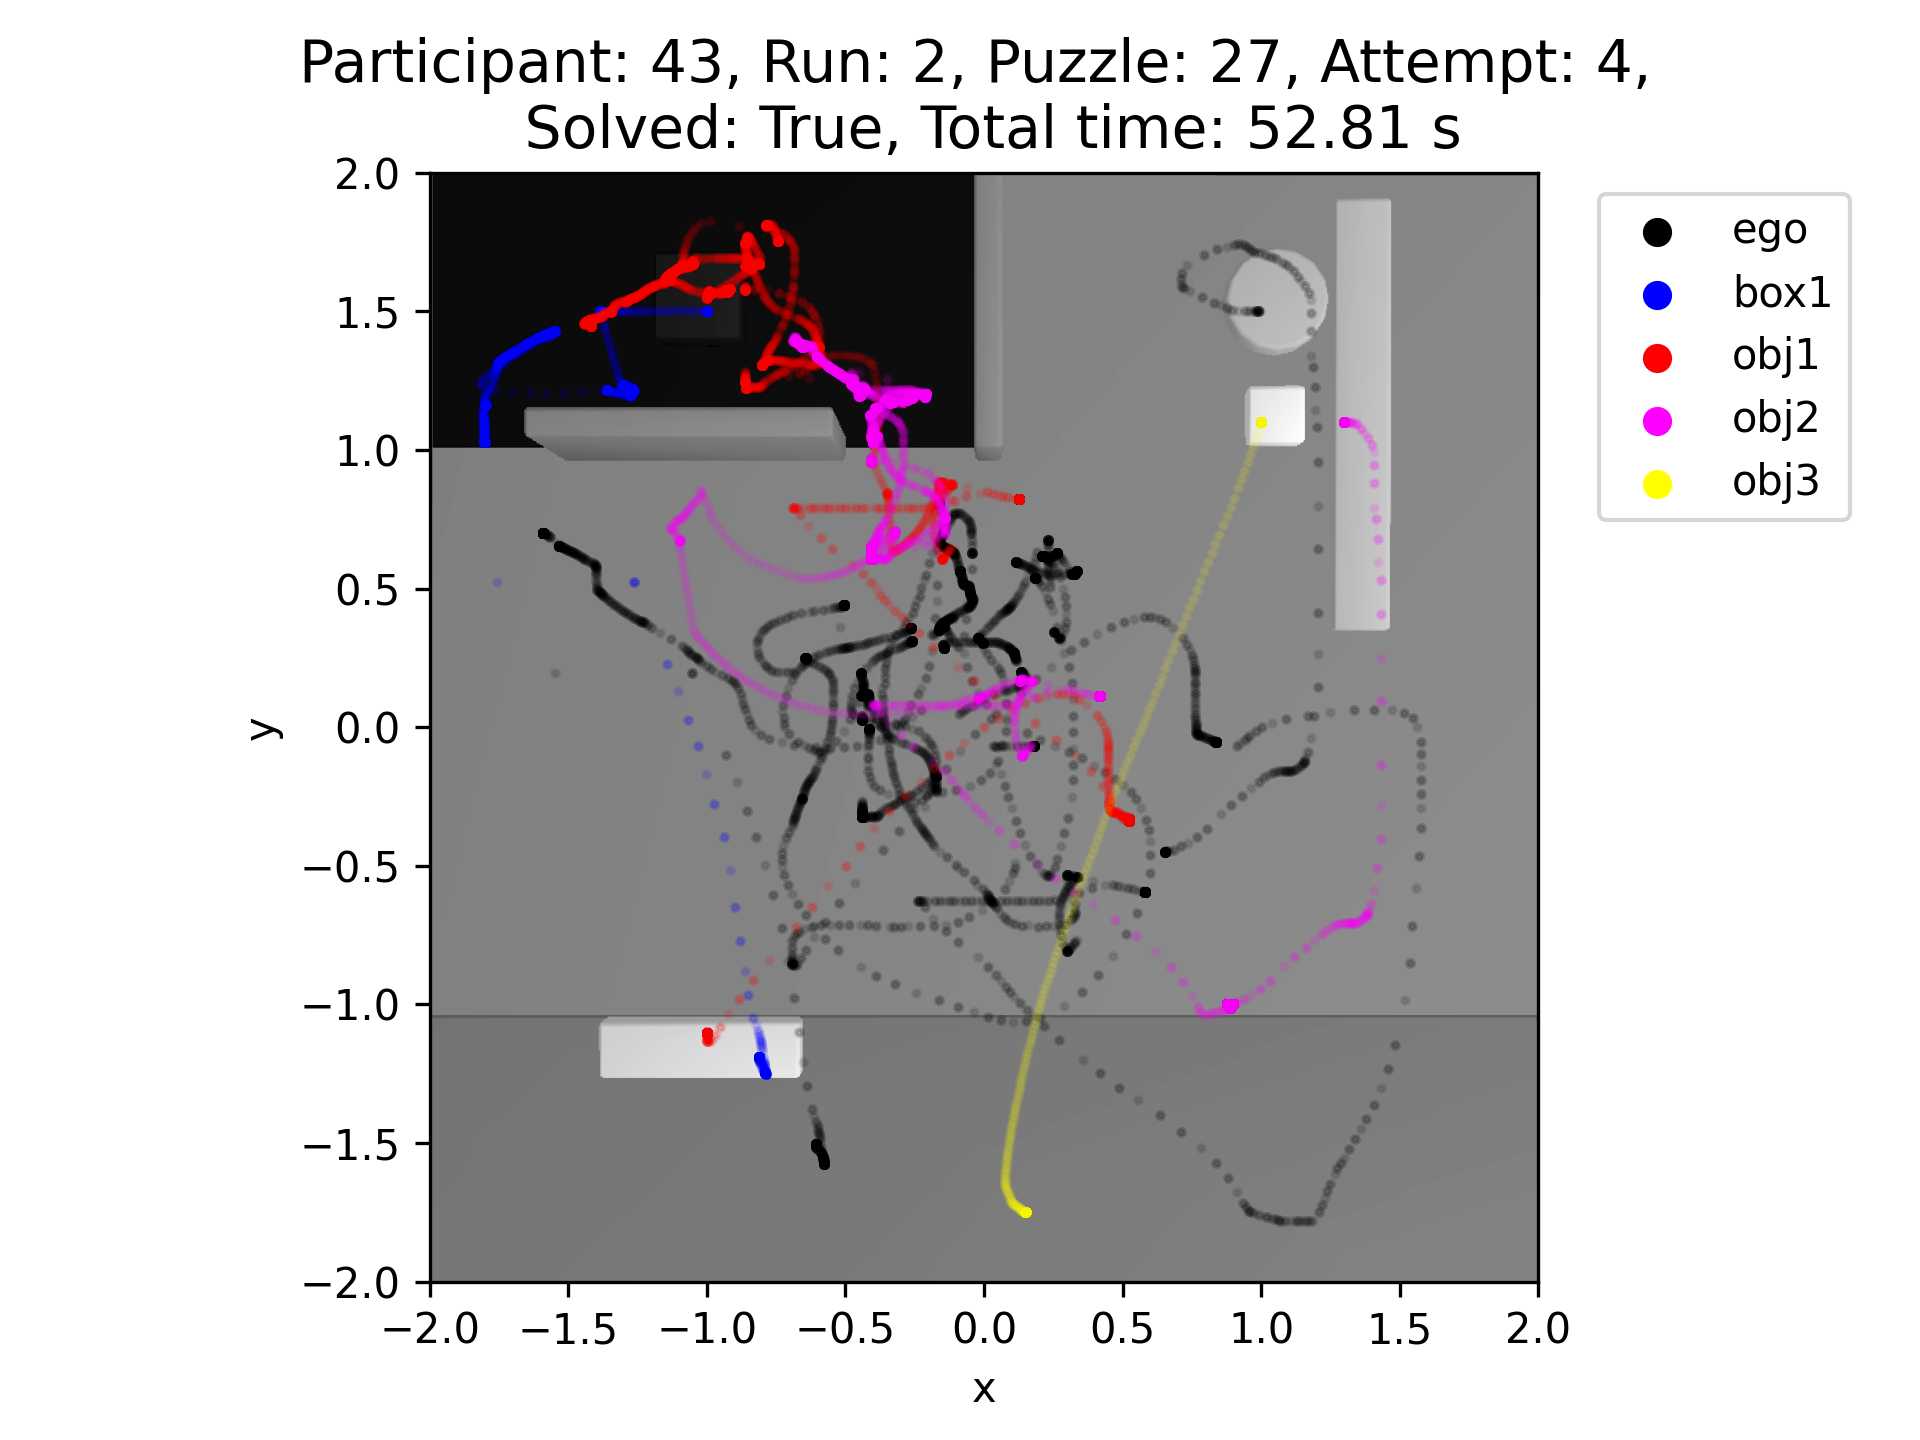 Participant: 43, Run: 2, Puzzle: 27, Attempt: 4,
Solved: True, Total time: 52.81 s
ego
box1
obj1
obj2
obj3
2.0
1.5
1.0
0.5
0.0
−0.5
−1.0
−1.5
−2.0
y
−2.0 −1.5 −1.0 −0.5 0.0 0.5 1.0 1.5 2.0
x